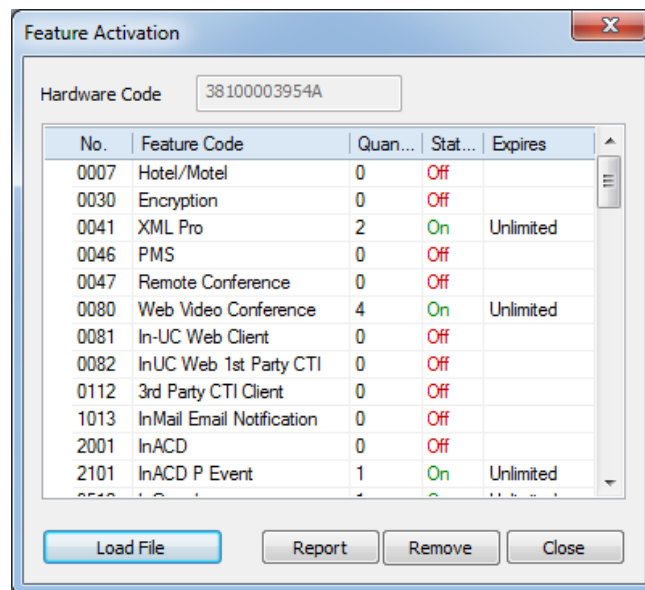 Feature Activation
Hardware Code 38100003954A
No. Feature Code Quan... Stat... Expires
0007 Hotel/Motel 0 Off
0030 Encryption 0 Off
0041 XML Pro 2 On Unlimited
0046 PMS 0 Off
0047 Remote Conference 0 Off
0080 Web Video Conference 4 On Unlimited
0081 In-UC Web Client 0 Off
0082 InUC Web 1st Party CTI 0 Off
0112 3rd Party CTI Client 0 Off
1013 InMail Email Notification 0 Off
2001 InACD 0 Off
2101 InACD P Event 1 On Unlimited
Load File Report Remove Close